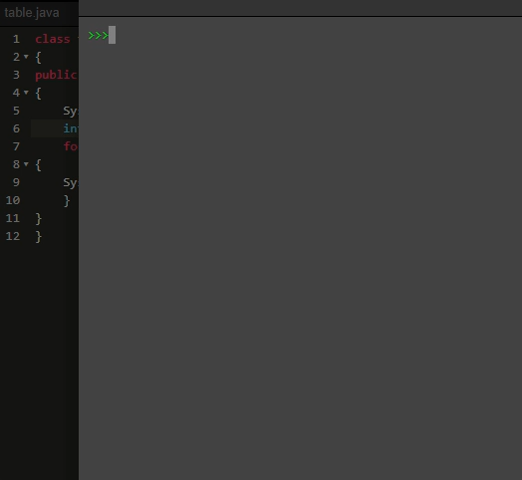 table.java
>>>
1 class
2 {
3 public
4 {
5 Sy
6 in
7 fo
8 {
9 Sy
10 }
11 }
12 }